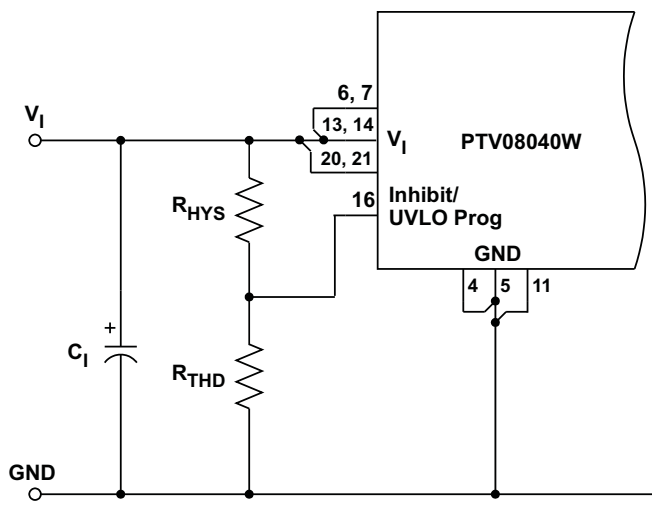 6, 7
V_I
13, 14
V_I
PTV08040W
20, 21
R_HYS
16
Inhibit/
UVLO Prog
GND
4
5
11
+
C_I
R_THD
GND